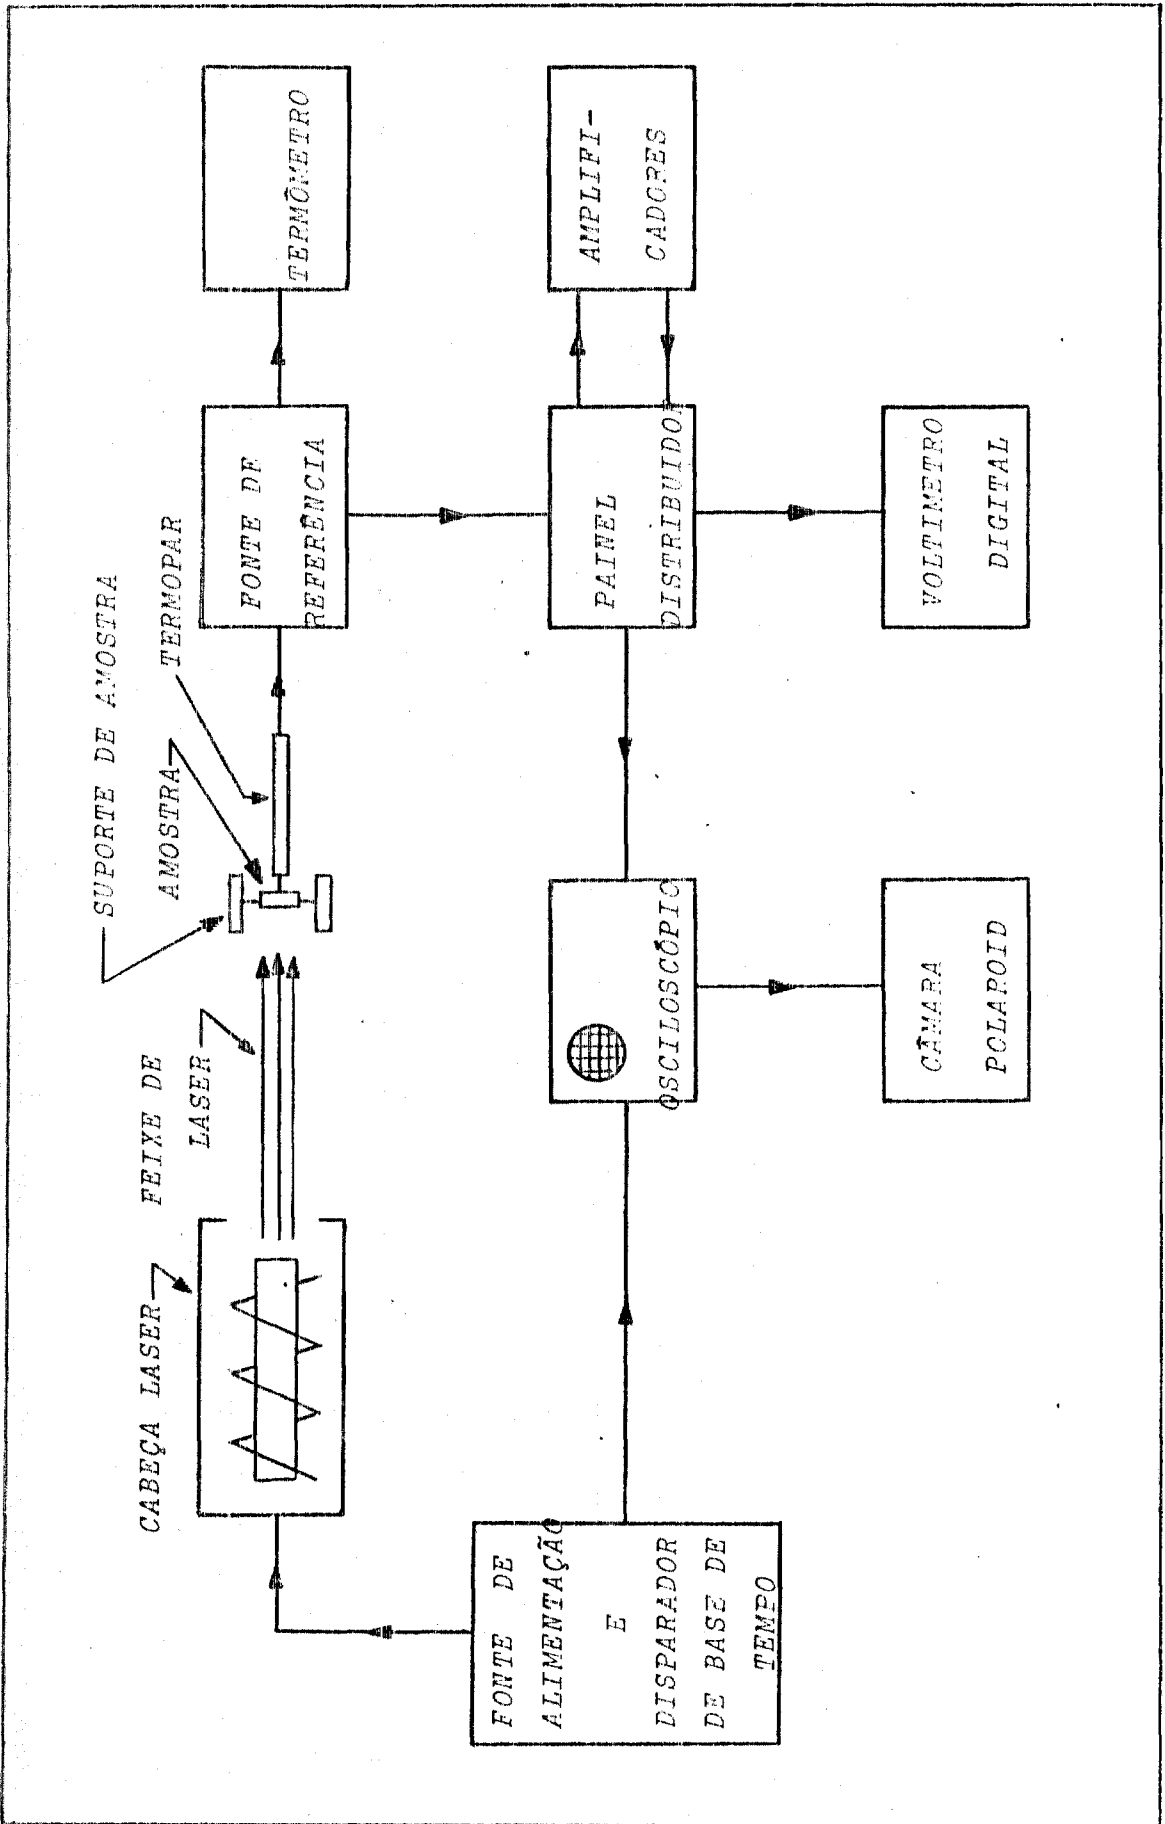 SUPORTE DE AMOSTRA
AMOSTRA
TERMOPAR
CABEÇA LASER
FEIXE DE
LASER
FONTE DE
REFERÊNCIA
TERMÔMETRO
FONTE DE
ALIMENTAÇÃO
E
DISPARADOR
DE BASE DE
TEMPO
OSCILOSCÓPIO
PAINEL
DISTRIBUIDOR
AMPLIFI-
CADORES
CÂMARA
POLAROID
VOLTIMETRO
DIGITAL